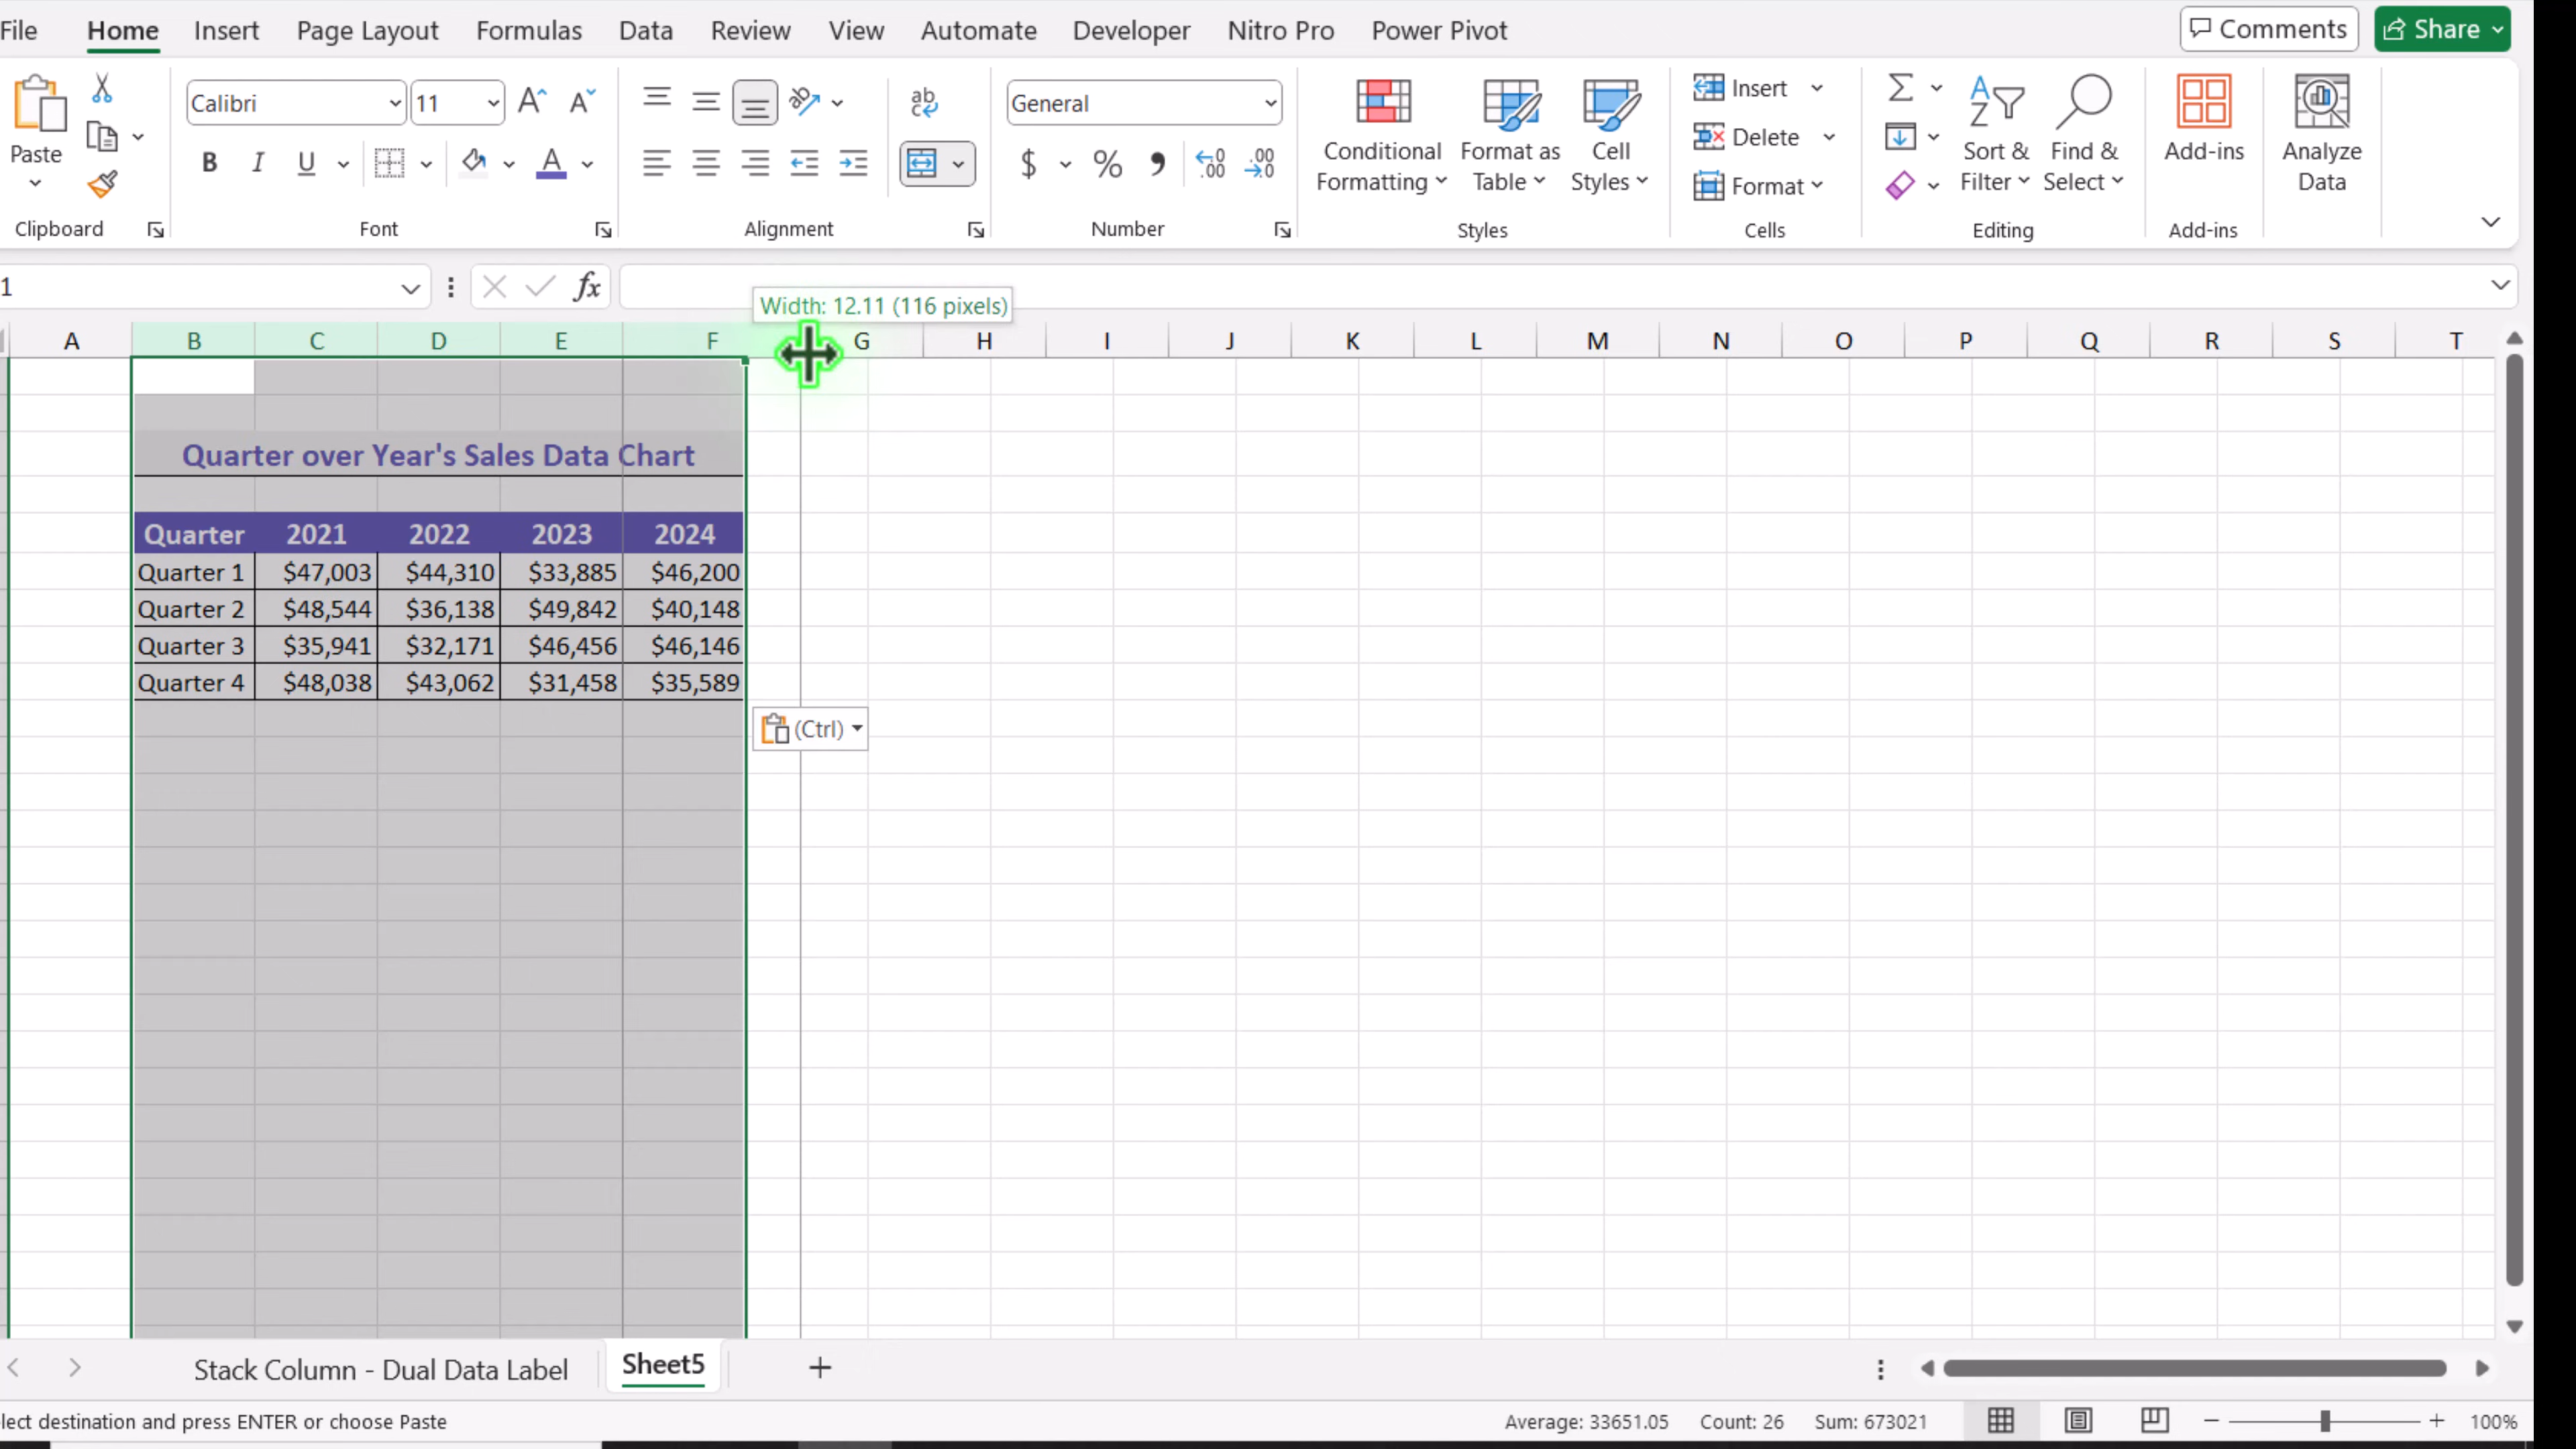 File Home Insert Page Layout Formulas Data Review View Automate Developer Nitro Pro Power Pivot Comments Share
Calibri 11 General Insert
Paste Delete
Conditional Formatting Format as Table Cell Styles Format Sort & Filter Find & Select Add-ins Analyze Data
Clipboard Font Alignment Number Styles Cells Editing Add-ins
1 fx
Width: 12.11 (116 pixels)
A B C D E F G H I J K L M N O P Q R S T
Quarter over Year's Sales Data Chart
Quarter 2021 2022 2023 2024
Quarter 1 $47,003 $44,310 $33,885 $46,200
Quarter 2 $48,544 $36,138 $49,842 $40,148
Quarter 3 $35,941 $32,171 $46,456 $46,146
Quarter 4 $48,038 $43,062 $31,458 $35,589
(Ctrl)
Stack Column - Dual Data Label Sheet5
lect destination and press ENTER or choose Paste Average: 33651.05 Count: 26 Sum: 673021 100%